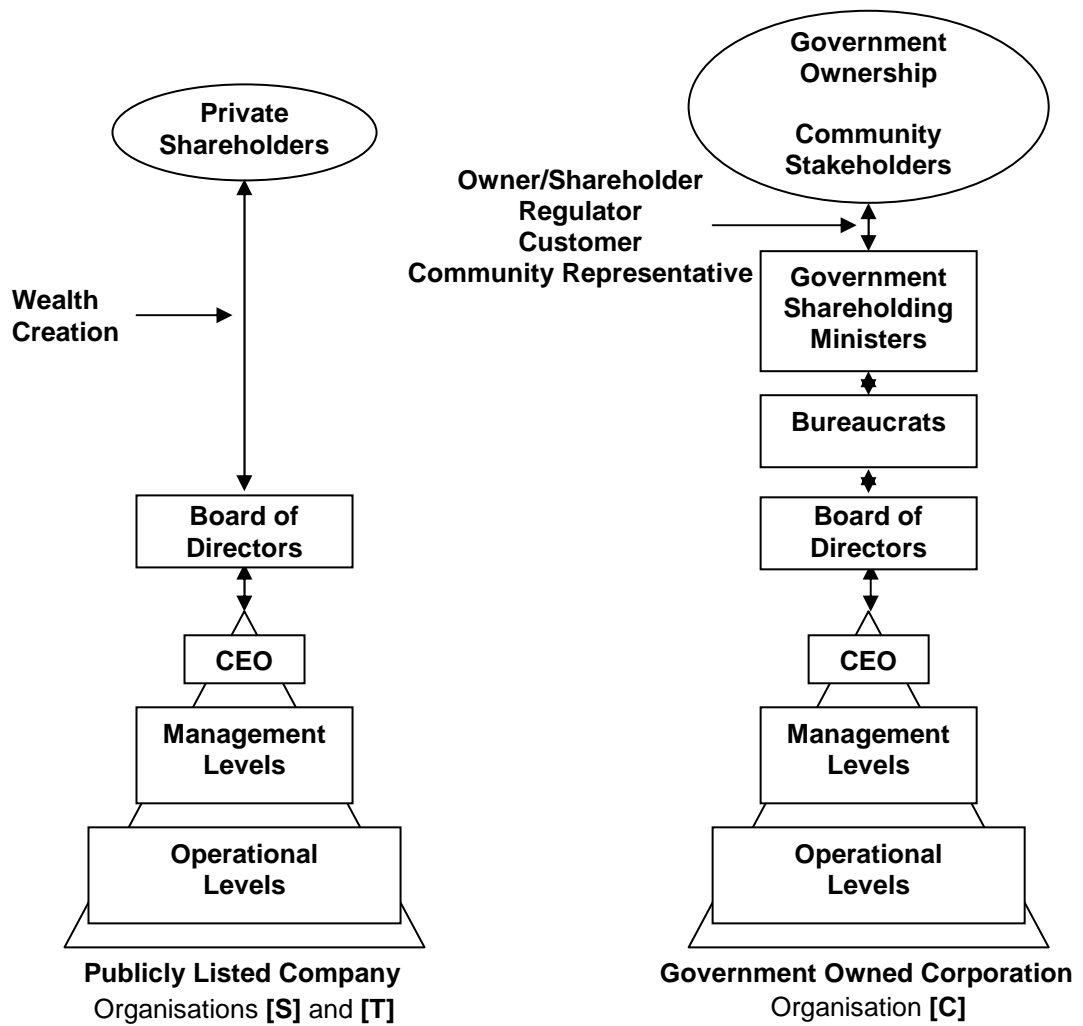 Private
Shareholders
Wealth
Creation
Board of
Directors
CEO
Management
Levels
Operational
Levels
Publicly Listed Company
Organisations [S] and [T]
Government
Ownership
Community
Stakeholders
Owner/Shareholder
Regulator
Customer
Community Representative
Government
Shareholding
Ministers
Bureaucrats
Board of
Directors
CEO
Management
Levels
Operational
Levels
Government Owned Corporation
Organisation [C]